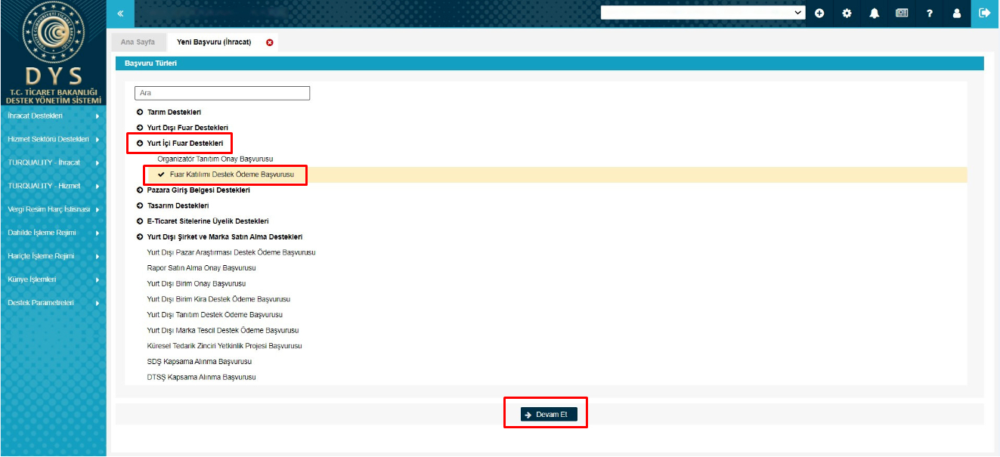 DYS
T.C. TİCARET BAKANLIĞI
DESTEK YÖNETİM SİSTEMİ
İhracat Destekleri
Hizmet Sektörü Destekleri
TURQUALITY - İhracat
TURQUALITY - Hizmet
Vergi Resim Harç İstisnası
Dahilde İşleme Rejimi
Hariçte İşleme Rejimi
Künye İşlemleri
Destek Parametreleri
Ana Sayfa
Yeni Başvuru (İhracat)
Başvuru Türleri
Ara
Tarım Destekleri
Yurt Dışı Fuar Destekleri
Yurt İçi Fuar Destekleri
Organizatör Tanıtım Onay Başvurusu
Fuar Katılımı Destek Ödeme Başvurusu
Pazara Giriş Belgesi Destekleri
Tasarım Destekleri
E-Ticaret Sitelerine Üyelik Destekleri
Yurt Dışı Şirket ve Marka Satın Alma Destekleri
Yurt Dışı Pazar Araştırması Destek Ödeme Başvurusu
Rapor Satın Alma Onay Başvurusu
Yurt Dışı Birim Onay Başvurusu
Yurt Dışı Birim Kira Destek Ödeme Başvurusu
Yurt Dışı Tanıtım Destek Ödeme Başvurusu
Yurt Dışı Marka Tescil Destek Ödeme Başvurusu
Küresel Tedarik Zinciri Yetkinlik Projesi Başvurusu
SDŞ Kapsama Alınma Başvurusu
DTSŞ Kapsama Alınma Başvurusu
Devam Et